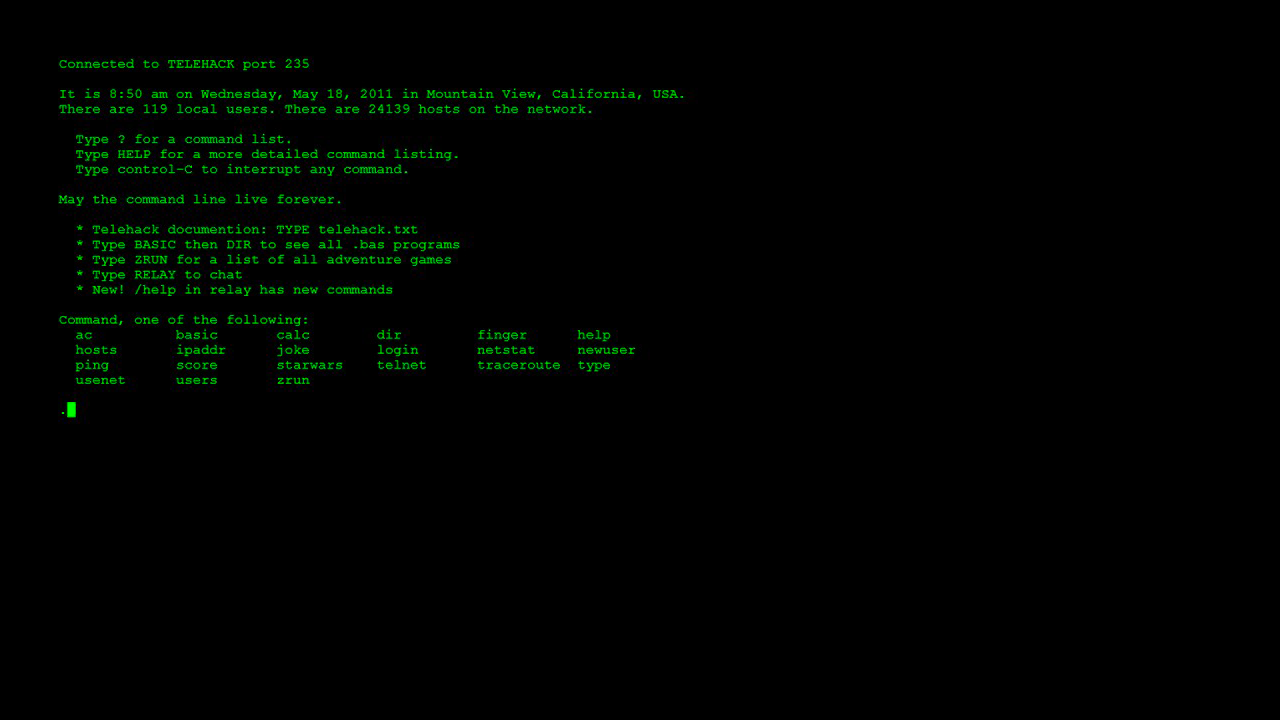 Connected to TELEHACK port 235
It is 8:50 am on Wednesday, May 18, 2011 in Mountain View, California, USA.
There are 119 local users. There are 24139 hosts on the network.
Type ? for a command list.
Type HELP for a more detailed command listing.
Type control-C to interrupt any command.
May the command line live forever.
* Telehack documention: TYPE telehack.txt
* Type BASIC then DIR to see all .bas programs
* Type ZRUN for a list of all adventure games
* Type RELAY to chat
* New! /help in relay has new commands
Command, one of the following:
ac basic calc dir finger help
hosts ipaddr joke login netstat newuser
ping score starwars telnet traceroute type
usenet users zrun
.